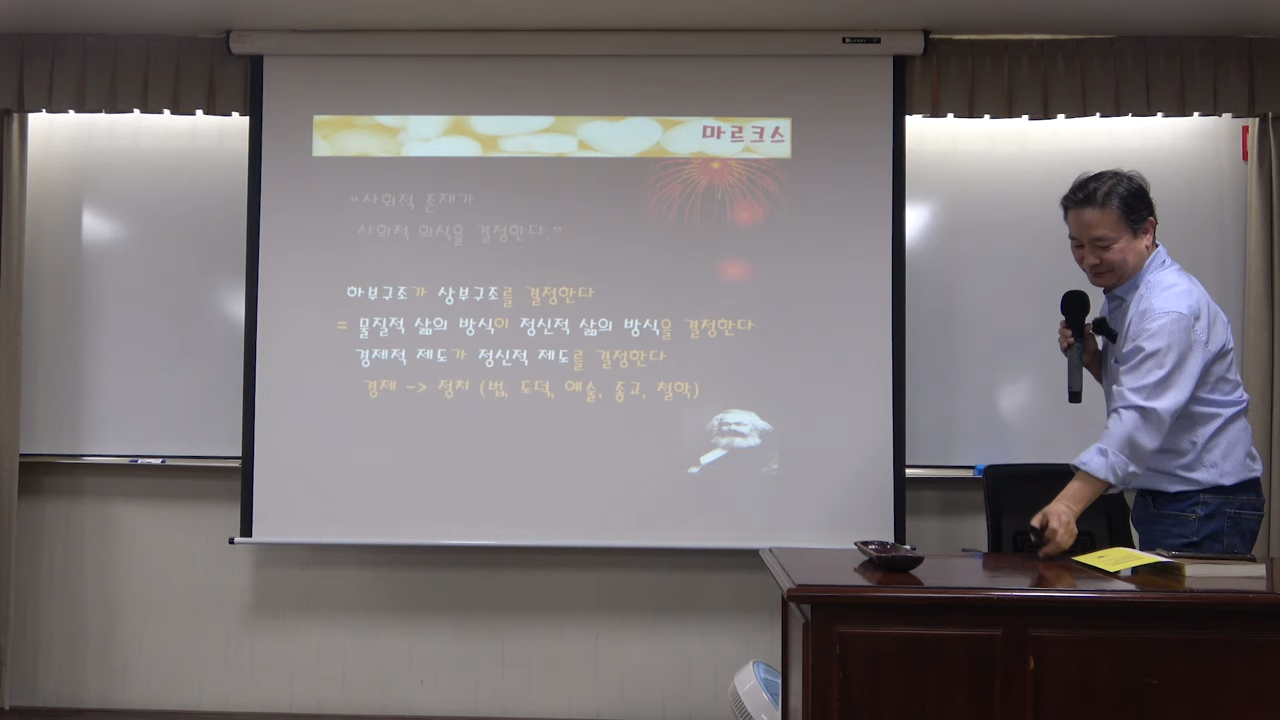 마르크스
"사회적 존재가
사회적 의식을 결정한다."
하부구조가 상부구조를 결정한다
= 물질적 삶의 방식이 정신적 삶의 방식을 결정한다
경제적 제도가 정신적 제도를 결정한다
경제 -> 정치 (법, 도덕, 예술, 종교, 철학)